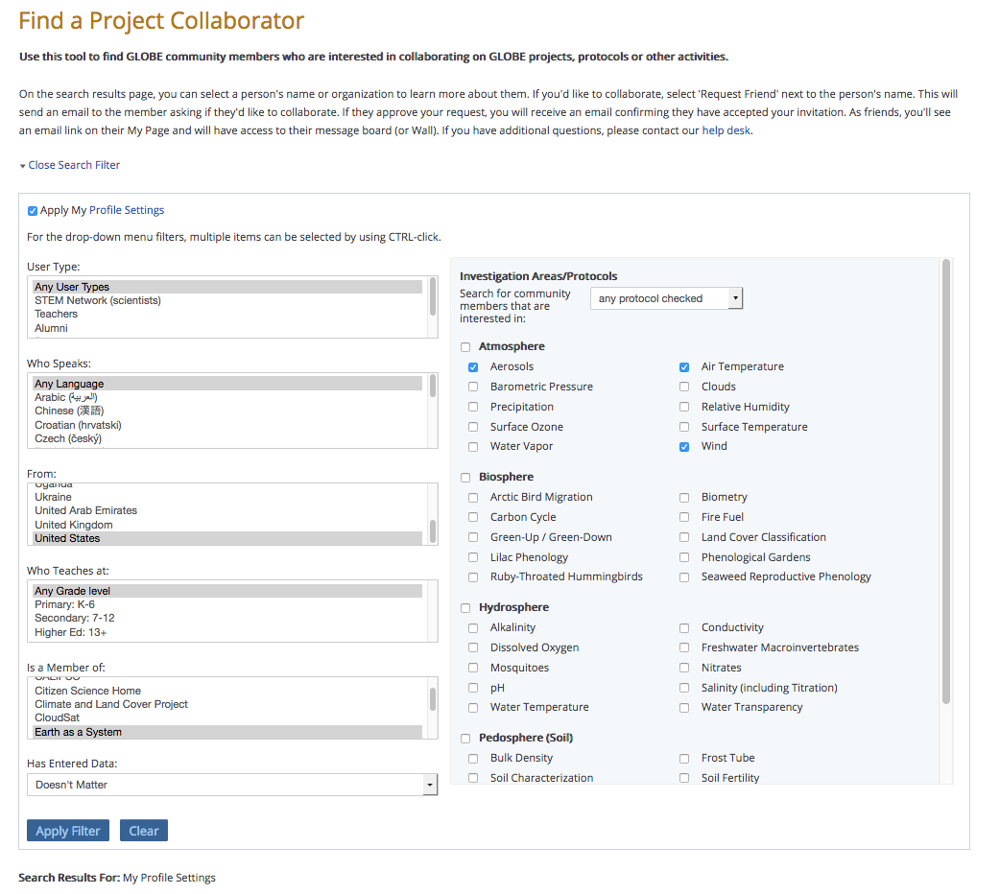 Find a Project Collaborator
Use this tool to find GLOBE community members who are interested in collaborating on GLOBE projects, protocols or other activities.
On the search results page, you can select a person's name or organization to learn more about them. If you'd like to collaborate, select 'Request Friend' next to the person's name. This will
send an email to the member asking if they'd like to collaborate. If they approve your request, you will receive an email confirming they have accepted your invitation. As friends, you'll see
an email link on their My Page and will have access to their message board (or Wall). If you have additional questions, please contact our help desk.
Close Search Filter
Apply My Profile Settings
For the drop-down menu filters, multiple items can be selected by using CTRL-click.
User Type:
Any User Types
STEM Network (scientists)
Teachers
Alumni
Who Speaks:
Any Language
Arabic (العربية)
Chinese (漢語)
Croatian (hrvatski)
Czech (český)
From:
Uganda
Ukraine
United Arab Emirates
United Kingdom
United States
Who Teaches at:
Any Grade level
Primary: K-6
Secondary: 7-12
Higher Ed: 13+
Is a Member of:
CALIPSO
Citizen Science Home
Climate and Land Cover Project
CloudSat
Earth as a System
Has Entered Data:
Doesn't Matter
Investigation Areas/Protocols
Search for community
members that are
interested in:
any protocol checked
Atmosphere
Aerosols Air Temperature
Barometric Pressure Clouds
Precipitation Relative Humidity
Surface Ozone Surface Temperature
Water Vapor Wind
Biosphere
Arctic Bird Migration Biometry
Carbon Cycle Fire Fuel
Green-Up / Green-Down Land Cover Classification
Lilac Phenology Phenological Gardens
Ruby-Throated Hummingbirds Seaweed Reproductive Phenology
Hydrosphere
Alkalinity Conductivity
Dissolved Oxygen Freshwater Macroinvertebrates
Mosquitoes Nitrates
pH Salinity (including Titration)
Water Temperature Water Transparency
Pedosphere (Soil)
Bulk Density Frost Tube
Soil Characterization Soil Fertility
Apply Filter Clear
Search Results For: My Profile Settings